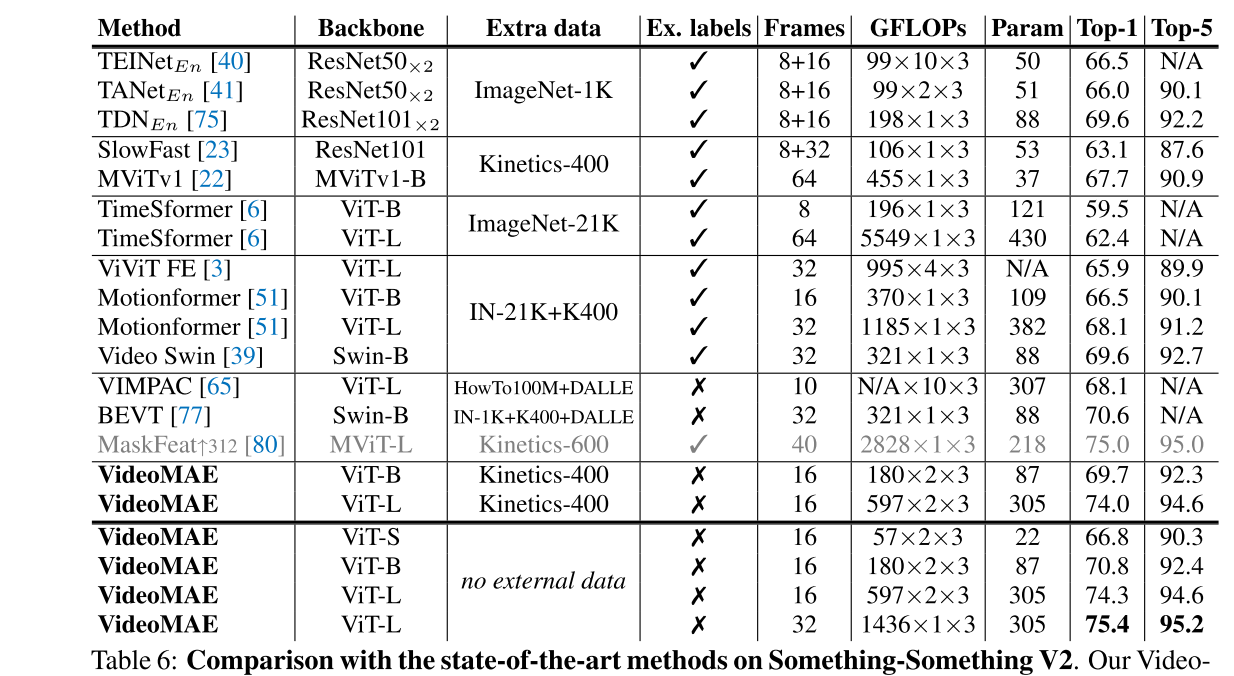 Method Backbone Extra data Ex. labels Frames GFLOPs Param Top-1 Top-5
TEINet_En [40] ResNet50×2 ImageNet-1K ✓ 8+16 99×10×3 50 66.5 N/A
TANet_En [41] ResNet50×2 ✓ 8+16 99×2×3 51 66.0 90.1
TDN_En [75] ResNet101×2 ✓ 8+16 198×1×3 88 69.6 92.2
SlowFast [23] ResNet101 Kinetics-400 ✓ 8+32 106×1×3 53 63.1 87.6
MViTv1 [22] MViTv1-B ✓ 64 455×1×3 37 67.7 90.9
TimeSformer [6] ViT-B ImageNet-21K ✓ 8 196×1×3 121 59.5 N/A
TimeSformer [6] ViT-L ✓ 64 5549×1×3 430 62.4 N/A
ViViT FE [3] ViT-L IN-21K+K400 ✓ 32 995×4×3 N/A 65.9 89.9
Motionformer [51] ViT-B ✓ 16 370×1×3 109 66.5 90.1
Motionformer [51] ViT-L ✓ 32 1185×1×3 382 68.1 91.2
Video Swin [39] Swin-B ✓ 32 321×1×3 88 69.6 92.7
VIMPAC [65] ViT-L HowTo100M+DALLE ✗ 10 N/A×10×3 307 68.1 N/A
BEVT [77] Swin-B IN-1K+K400+DALLE ✗ 32 321×1×3 88 70.6 N/A
MaskFeat↑312 [80] MViT-L Kinetics-600 ✓ 40 2828×1×3 218 75.0 95.0
VideoMAE ViT-B Kinetics-400 ✗ 16 180×2×3 87 69.7 92.3
VideoMAE ViT-L Kinetics-400 ✗ 16 597×2×3 305 74.0 94.6
VideoMAE ViT-S no external data ✗ 16 57×2×3 22 66.8 90.3
VideoMAE ViT-B ✗ 16 180×2×3 87 70.8 92.4
VideoMAE ViT-L ✗ 16 597×2×3 305 74.3 94.6
VideoMAE ViT-L ✗ 32 1436×1×3 305 75.4 95.2
Table 6: Comparison with the state-of-the-art methods on Something-Something V2. Our Video-